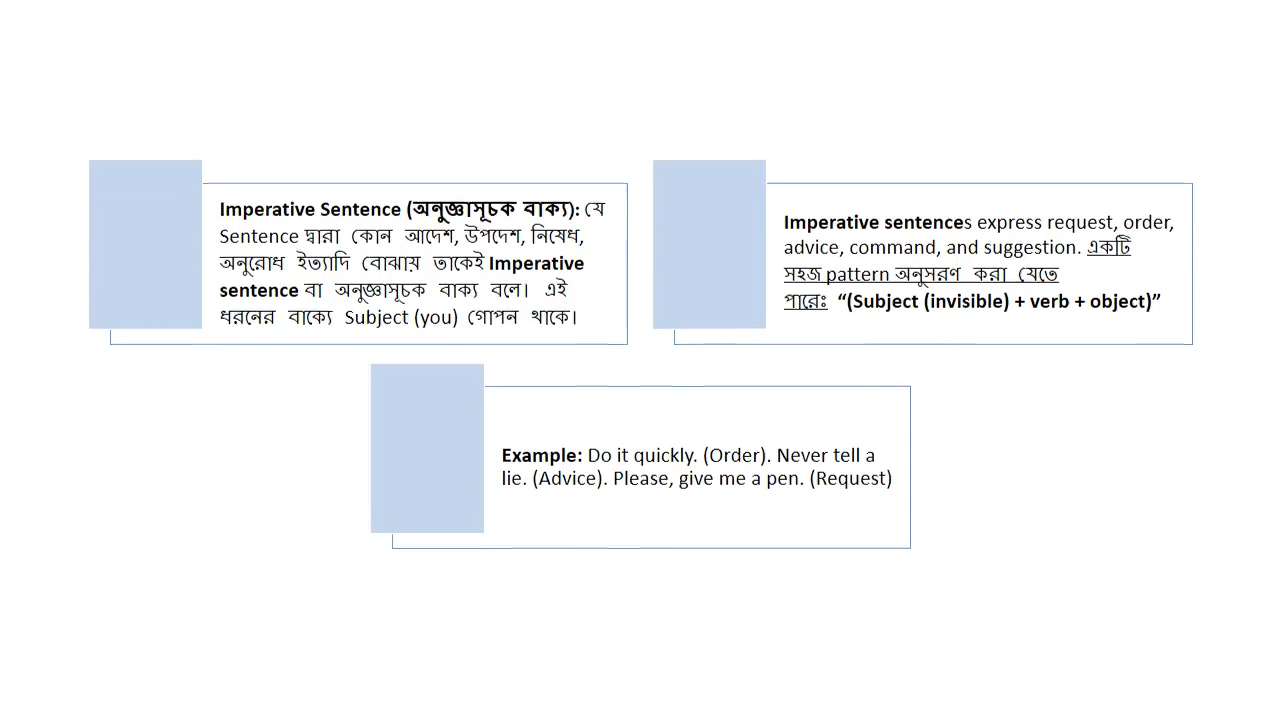 Imperative Sentence (অনুজ্ঞাসূচক বাক্য): যে
Sentence দ্বারা কোন আদেশ, উপদেশ, নিষেধ,
অনুরোধ ইত্যাদি বোঝায় তাকেই Imperative
sentence বা অনুজ্ঞাসূচক বাক্য বলে। এই
ধরনের বাক্যে Subject (you) গোপন থাকে।
Imperative sentences express request, order,
advice, command, and suggestion. একটি
সহজ pattern অনুসরণ করা যেতে
পারেঃ “(Subject (invisible) + verb + object)”
Example: Do it quickly. (Order). Never tell a
lie. (Advice). Please, give me a pen. (Request)